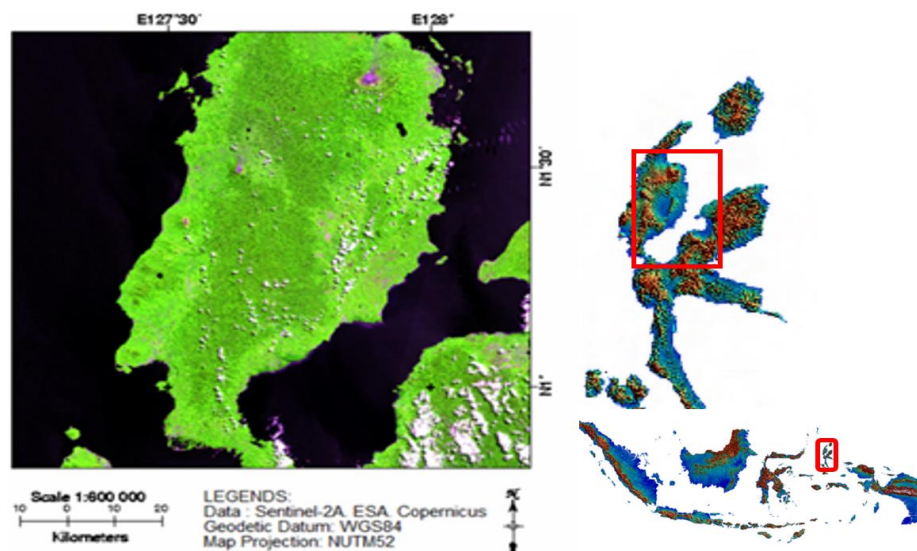 E127°30' E128°
N1°30'
N1°
Scale 1:600 000
10 0 10 20
Kilometers
LEGENDS:
Data : Sentinel-2A. ESA. Copernicus
Geodetic Datum: WGS84
Map Projection: NUTM52
N